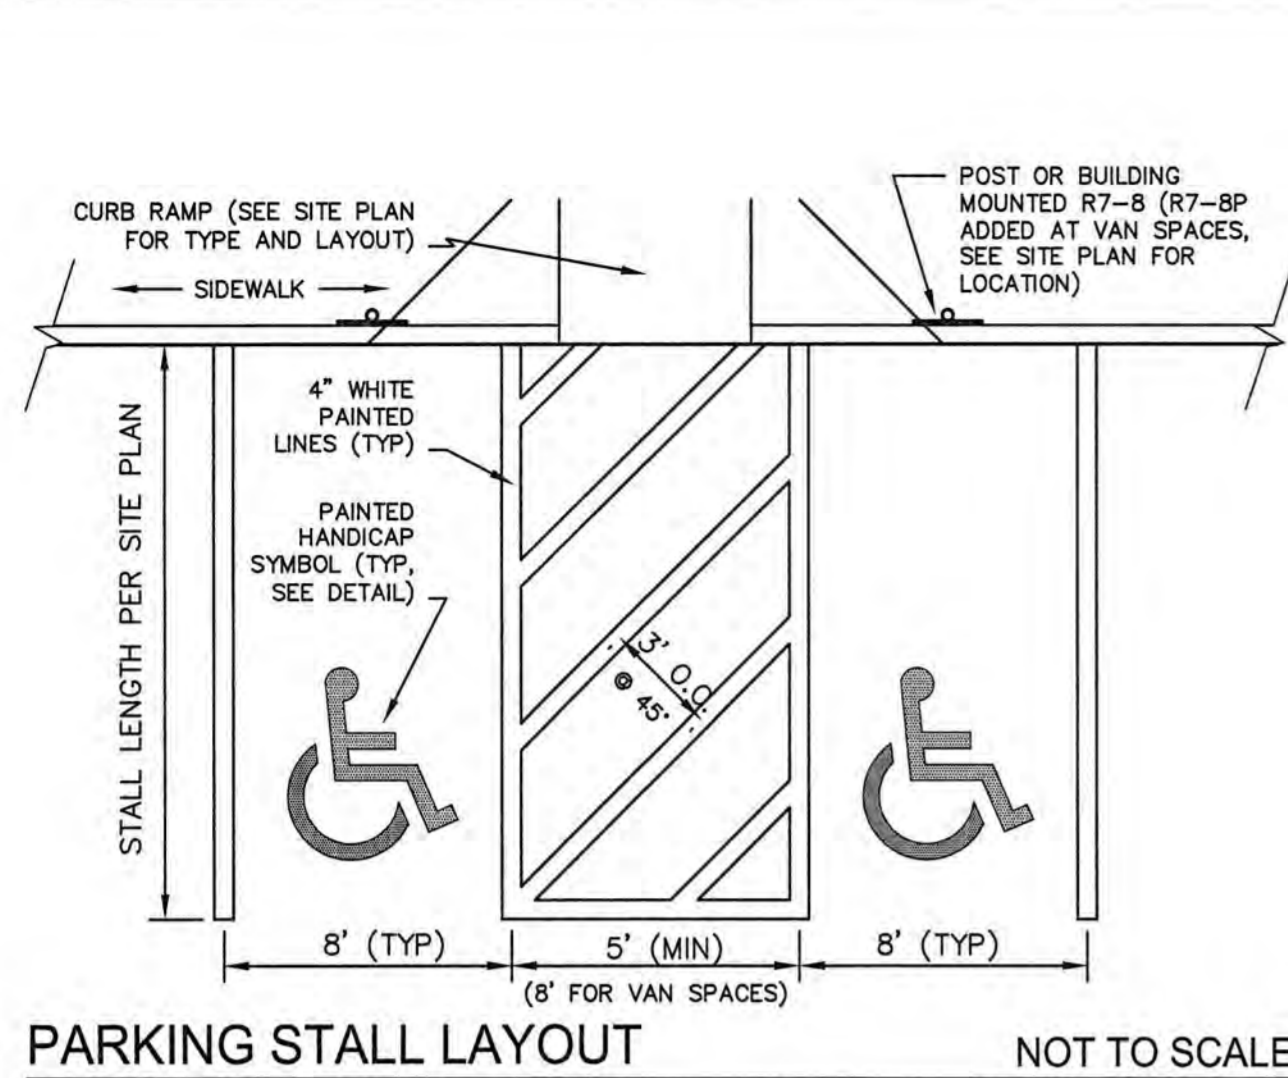 CURB RAMP (SEE SITE PLAN
FOR TYPE AND LAYOUT)
SIDEWALK
POST OR BUILDING
MOUNTED R7-8 (R7-8P
ADDED AT VAN SPACES,
SEE SITE PLAN FOR
LOCATION)
4" WHITE
PAINTED
LINES (TYP)
PAINTED
HANDICAP
SYMBOL (TYP,
SEE DETAIL)
STALL LENGTH PER SITE PLAN
3' O.C.
@ 45°
8' (TYP)
5' (MIN)
8' (TYP)
(8' FOR VAN SPACES)
PARKING STALL LAYOUT
NOT TO SCALE